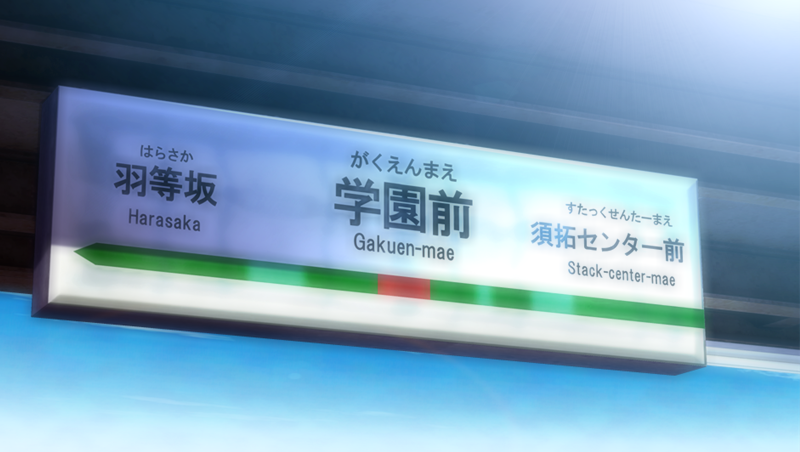 はらさか
羽等坂
Harasaka
がくえんまえ
学園前
Gakuen-mae
すたっくせんたーまえ
須拓センター前
Stack-center-mae